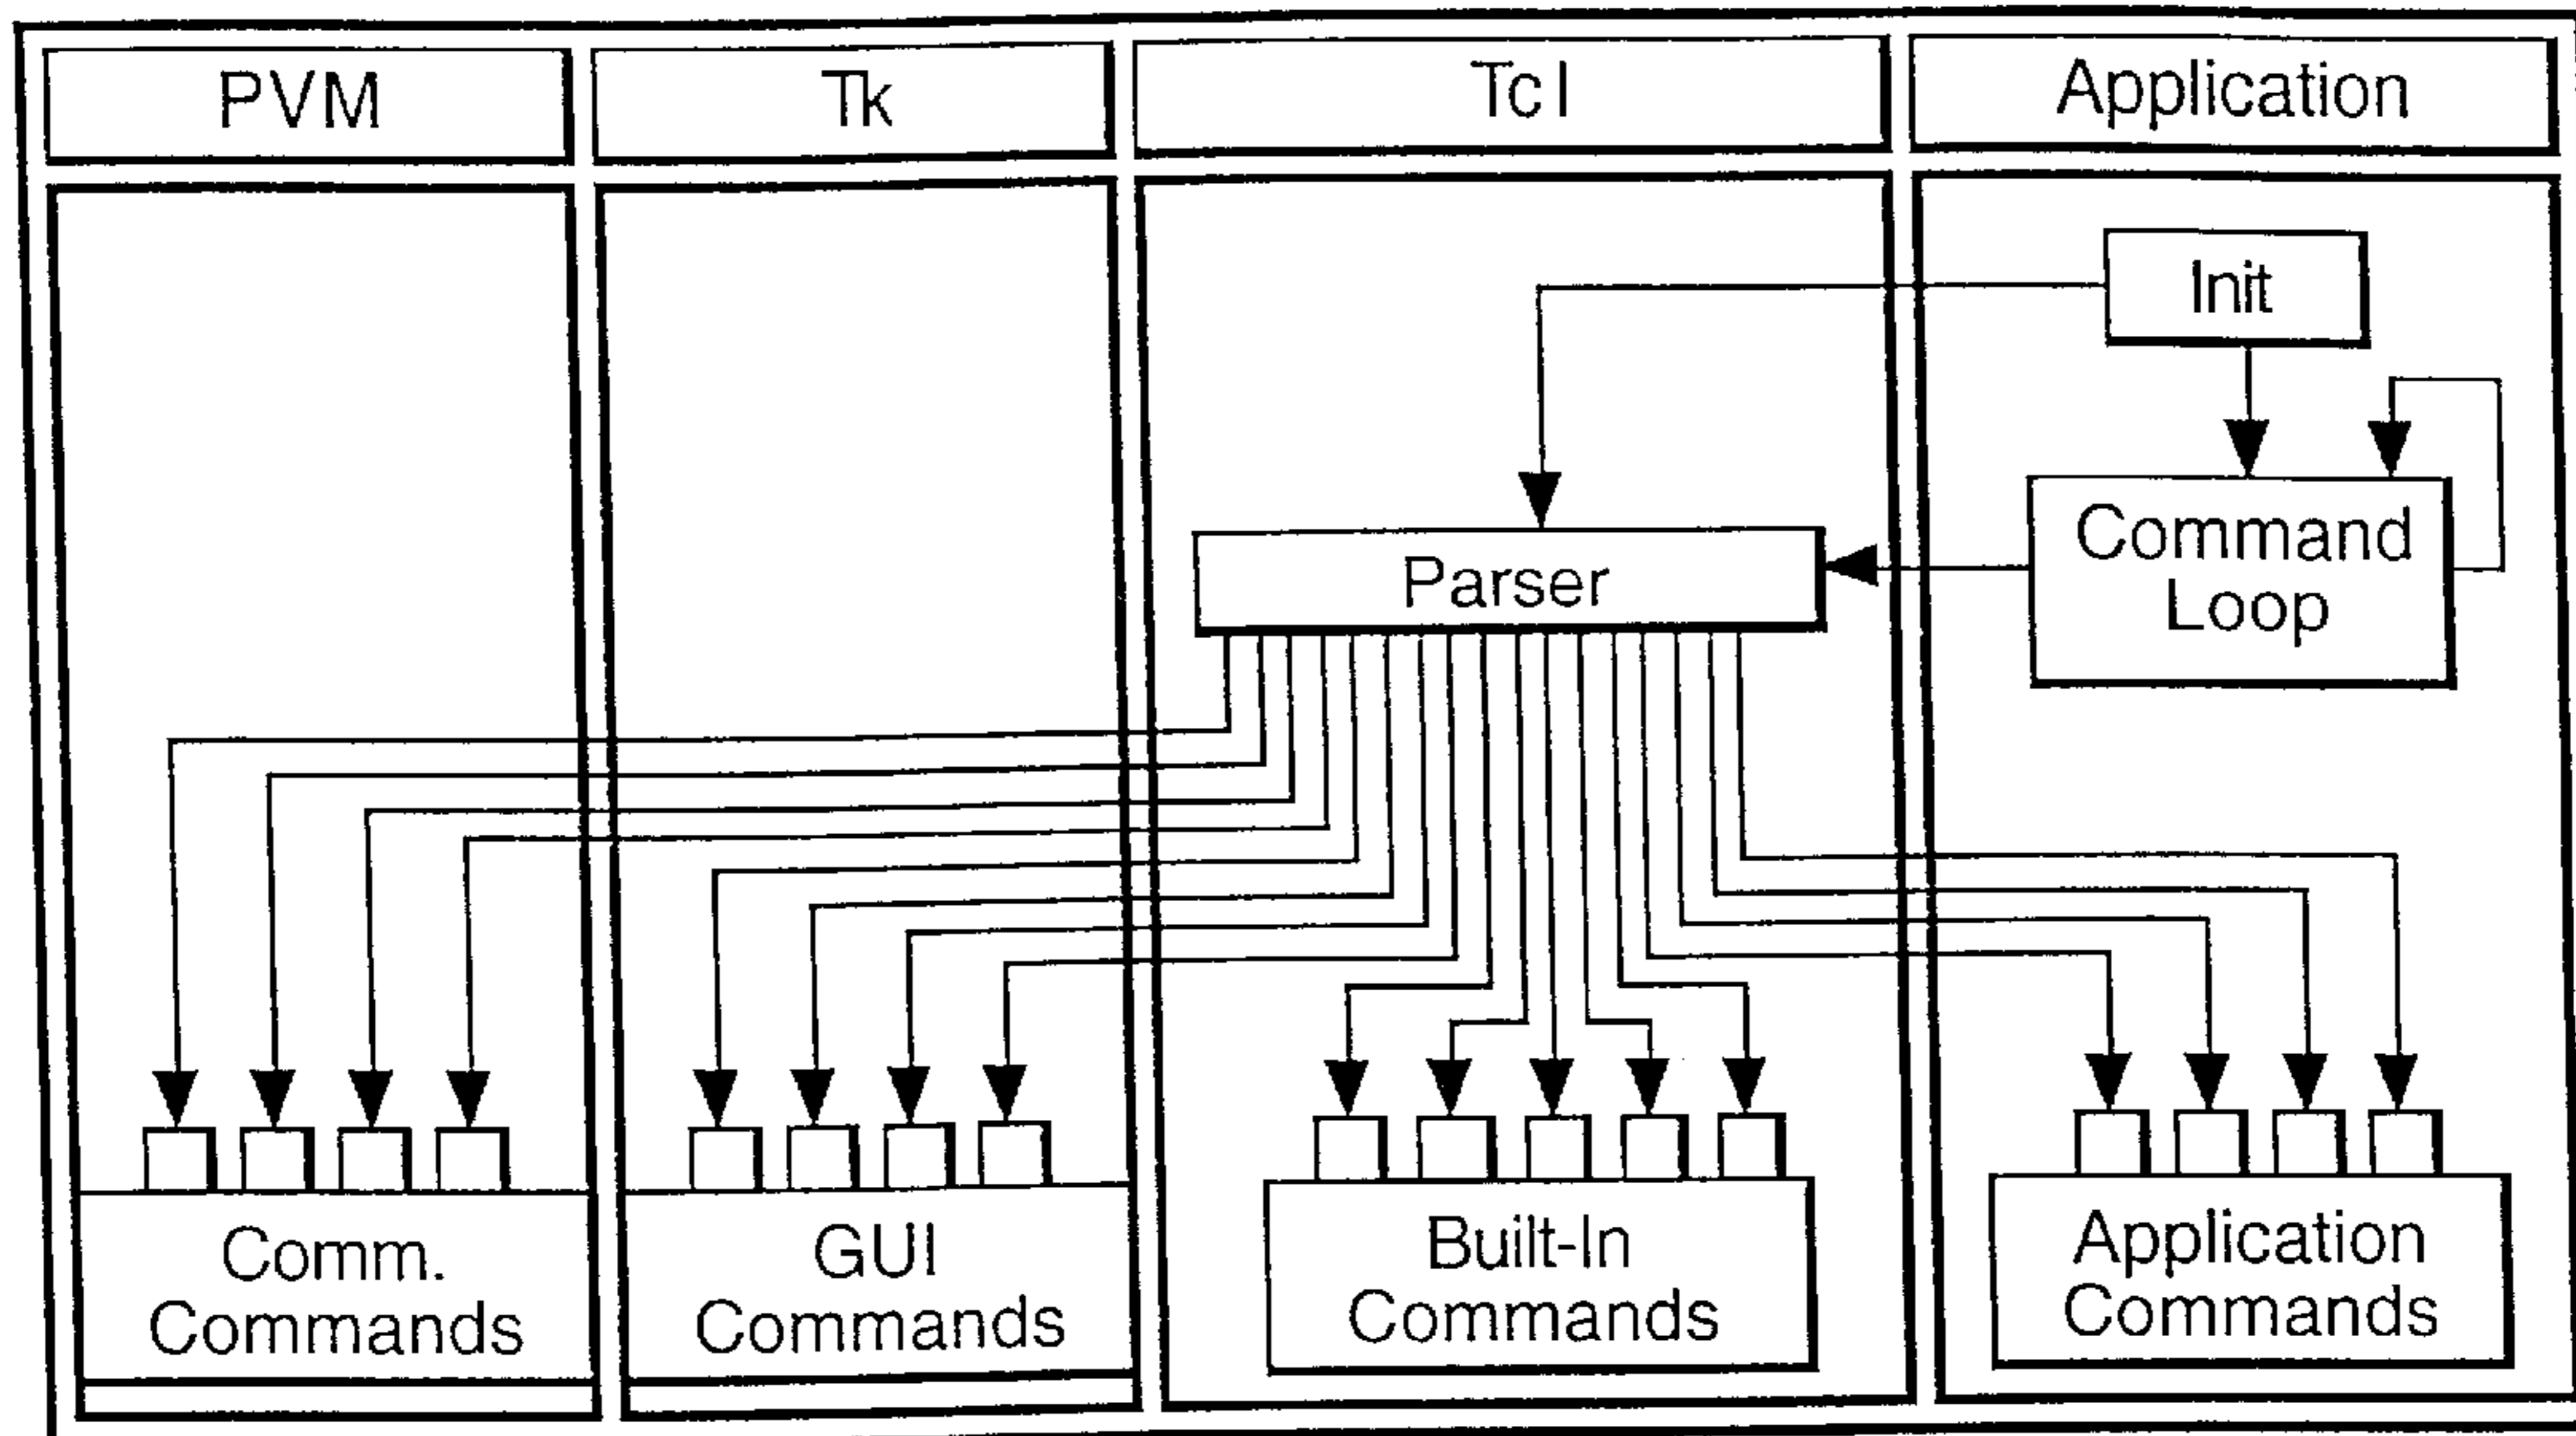 PVM
Tk
Tcl
Application
Init
Command
Loop
Parser
Comm.
Commands
GUI
Commands
Built-In
Commands
Application
Commands